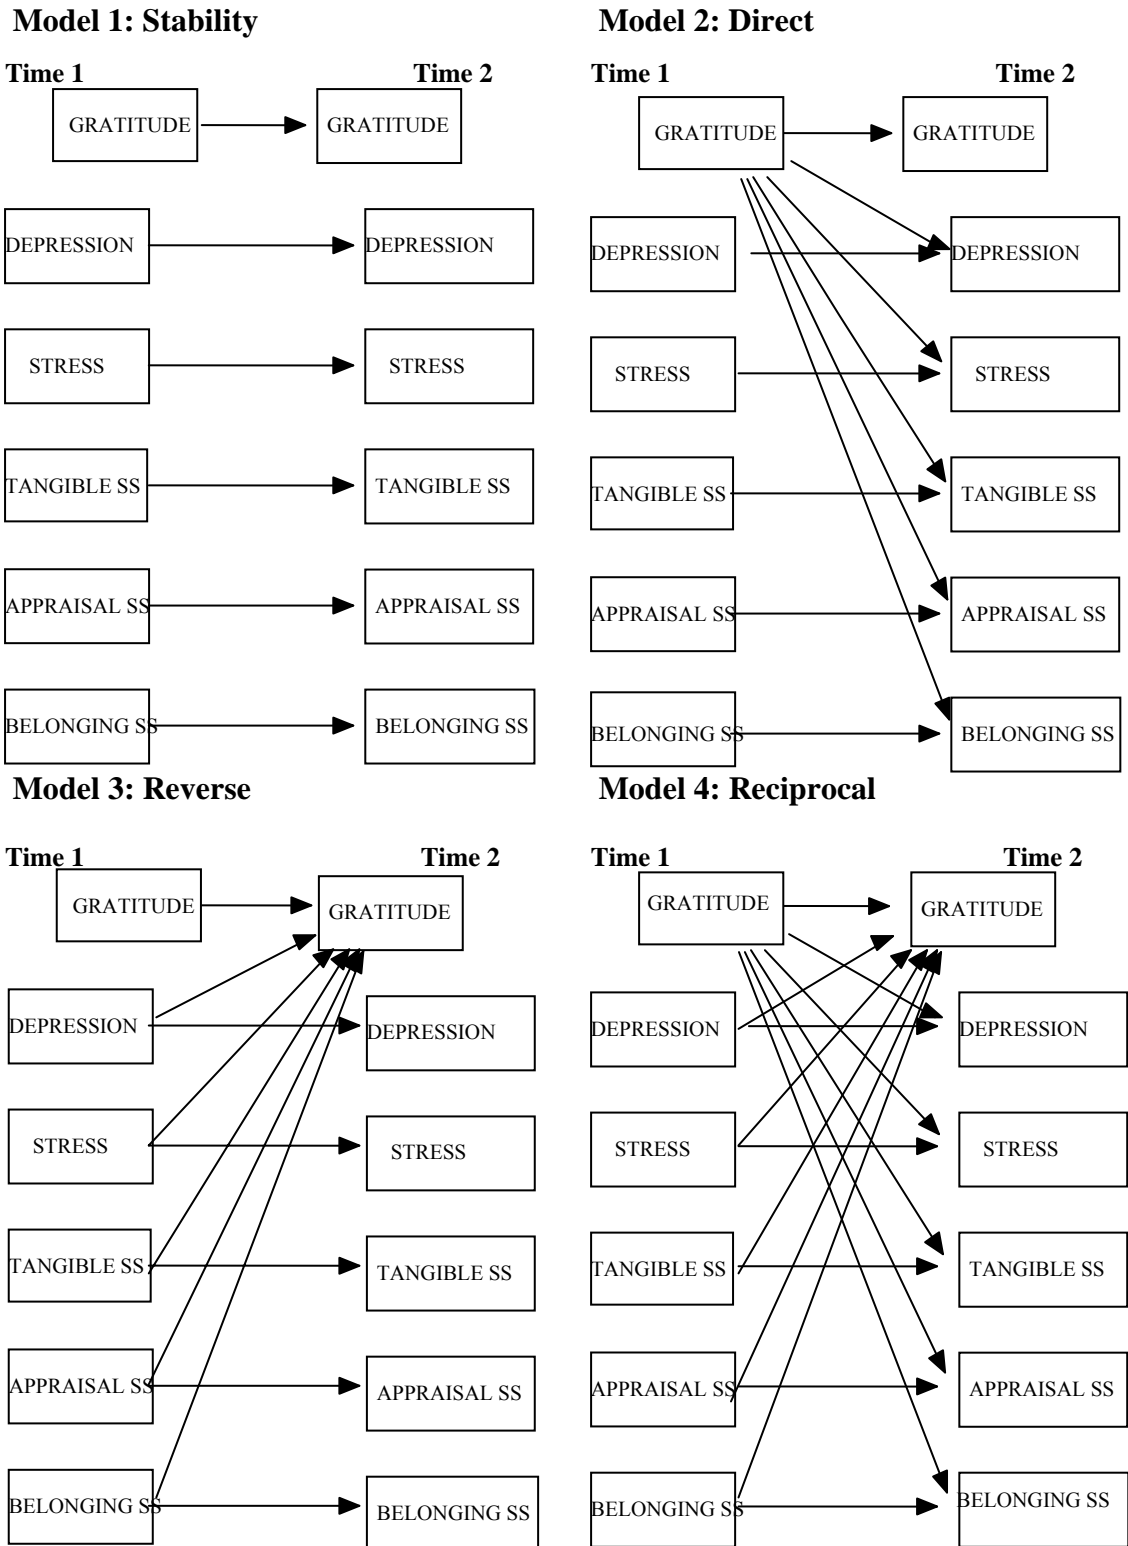 Model 1: Stability
Time 1 Time 2
GRATITUDE GRATITUDE
DEPRESSION DEPRESSION
STRESS STRESS
TANGIBLE SS TANGIBLE SS
APPRAISAL SS APPRAISAL SS
BELONGING SS BELONGING SS
Model 2: Direct
Time 1 Time 2
GRATITUDE GRATITUDE
DEPRESSION DEPRESSION
STRESS STRESS
TANGIBLE SS TANGIBLE SS
APPRAISAL SS APPRAISAL SS
BELONGING SS BELONGING SS
Model 3: Reverse
Time 1 Time 2
GRATITUDE GRATITUDE
DEPRESSION DEPRESSION
STRESS STRESS
TANGIBLE SS TANGIBLE SS
APPRAISAL SS APPRAISAL SS
BELONGING SS BELONGING SS
Model 4: Reciprocal
Time 1 Time 2
GRATITUDE GRATITUDE
DEPRESSION DEPRESSION
STRESS STRESS
TANGIBLE SS TANGIBLE SS
APPRAISAL SS APPRAISAL SS
BELONGING SS BELONGING SS